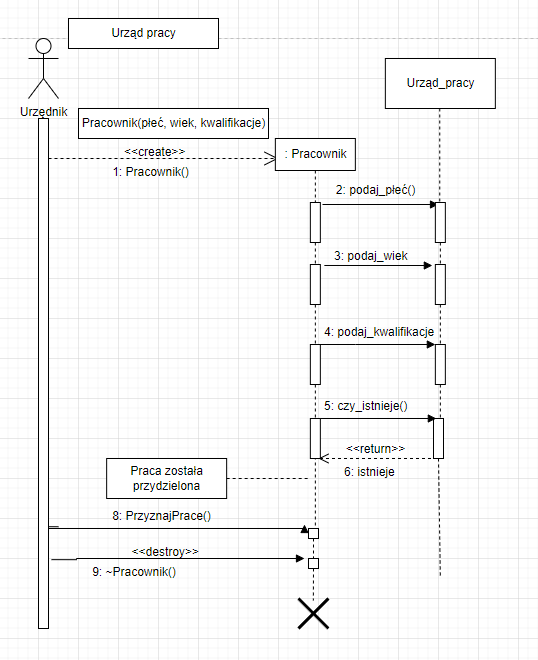 Urząd pracy
Urzędnik
Urząd_pracy
Pracownik(płeć, wiek, kwalifikacje)
<<create>>
: Pracownik
1: Pracownik()
2: podaj_płeć()
3: podaj_wiek
4: podaj_kwalifikacje
5: czy_istnieje()
<<return>>
6: istnieje
Praca została
przydzielona
8: PrzyznajPrace()
<<destroy>>
9: ~Pracownik()